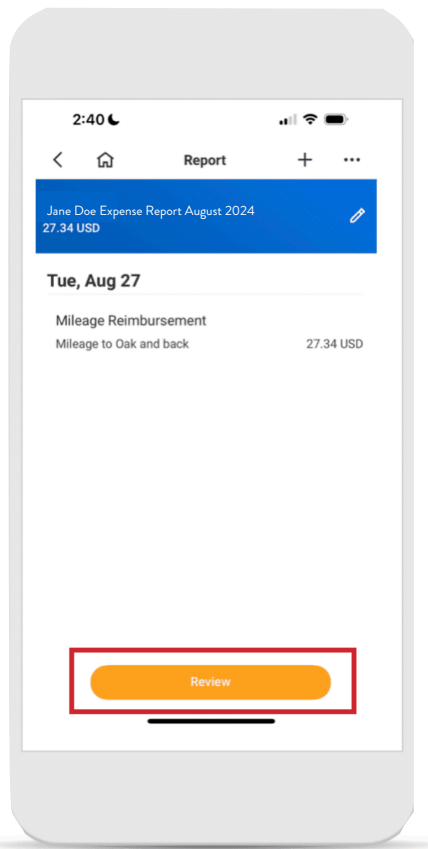 2:40
Report
Jane Doe Expense Report August 2024
27.34 USD
Tue, Aug 27
Mileage Reimbursement
Mileage to Oak and back 27.34 USD
Review